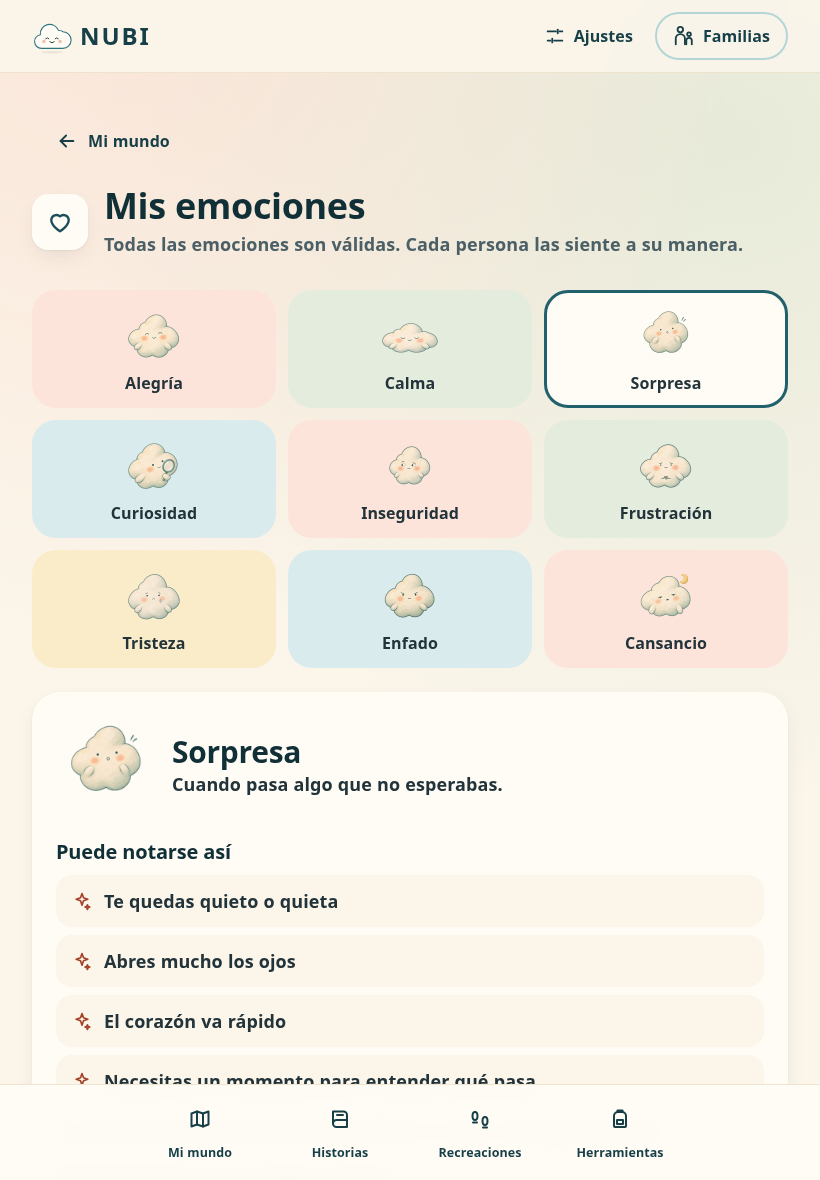 NUBI
Ajustes
Familias
Mi mundo
Mis emociones
Todas las emociones son válidas. Cada persona las siente a su manera.
Alegría
Calma
Sorpresa
Curiosidad
Inseguridad
Frustración
Tristeza
Enfado
Cansancio
Sorpresa
Cuando pasa algo que no esperabas.
Puede notarse así
Te quedas quieto o quieta
Abres mucho los ojos
El corazón va rápido
Necesitas un momento para entender qué pasa
Mi mundo
Historias
Recreaciones
Herramientas